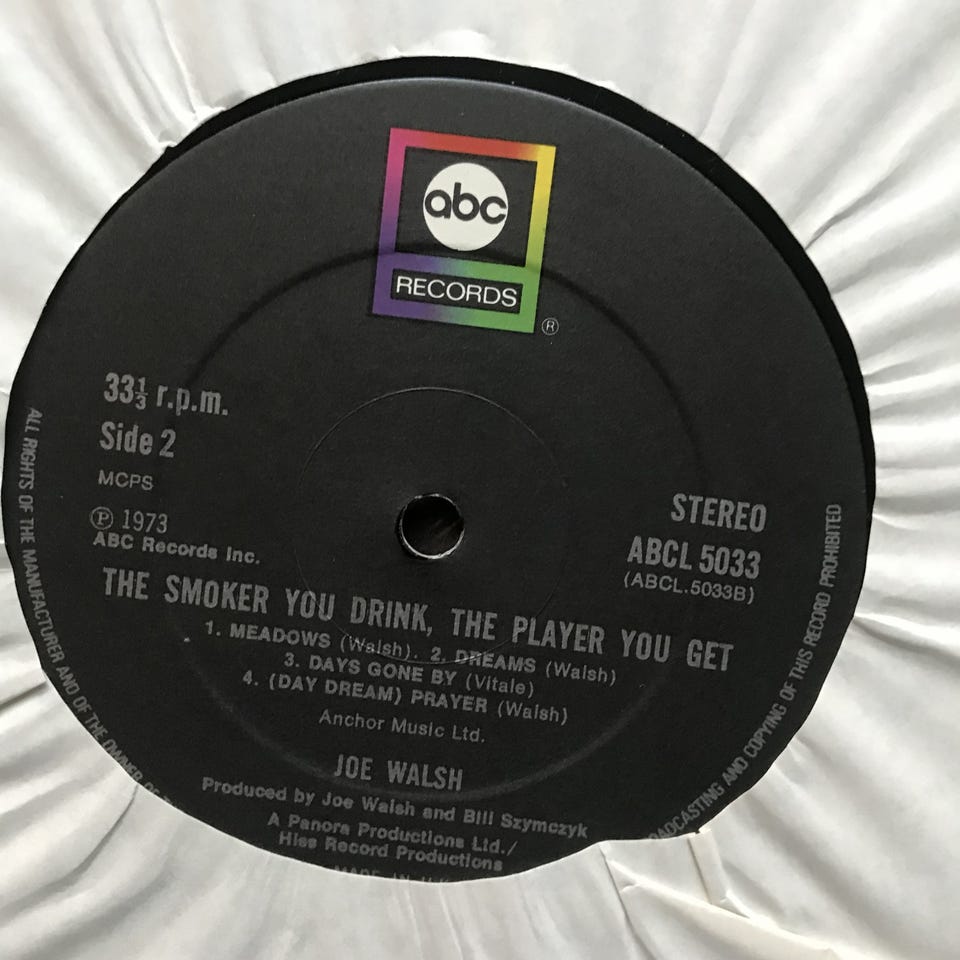 abc
RECORDS
®
33⅓ r.p.m.
Side 2
MCPS
Ⓟ 1973
ABC Records Inc.
STEREO
ABCL 5033
(ABCL.5033B)
THE SMOKER YOU DRINK, THE PLAYER YOU GET
1. MEADOWS (Walsh). 2. DREAMS (Walsh)
3. DAYS GONE BY (Vitale)
4. (DAY DREAM) PRAYER (Walsh)
Anchor Music Ltd.
JOE WALSH
Produced by Joe Walsh and Bill Szymczyk
A Panora Productions Ltd./
Hiss Record Productions
MADE IN U.K.
ALL RIGHTS OF THE MANUFACTURER AND OF THE OWNER OF
AND COPYING OF THIS RECORD PROHIBITED